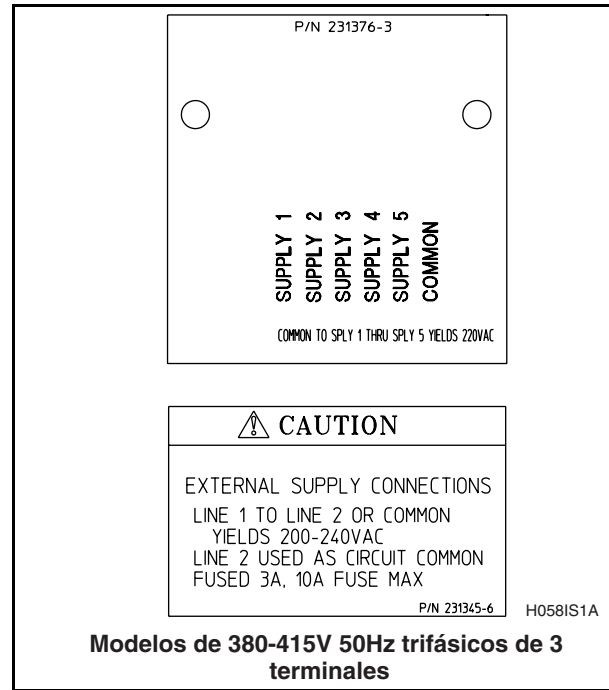 P/N 231376-3
SUPPLY 1
SUPPLY 2
SUPPLY 3
SUPPLY 4
SUPPLY 5
COMMON
COMMON TO SPLY 1 THRU SPLY 5 YIELDS 220VAC
⚠ CAUTION
EXTERNAL SUPPLY CONNECTIONS
LINE 1 TO LINE 2 OR COMMON
YIELDS 200-240VAC
LINE 2 USED AS CIRCUIT COMMON
FUSED 3A, 10A FUSE MAX
P/N 231345-6
H058IS1A
Modelos de 380-415V 50Hz trifásicos de 3
terminales